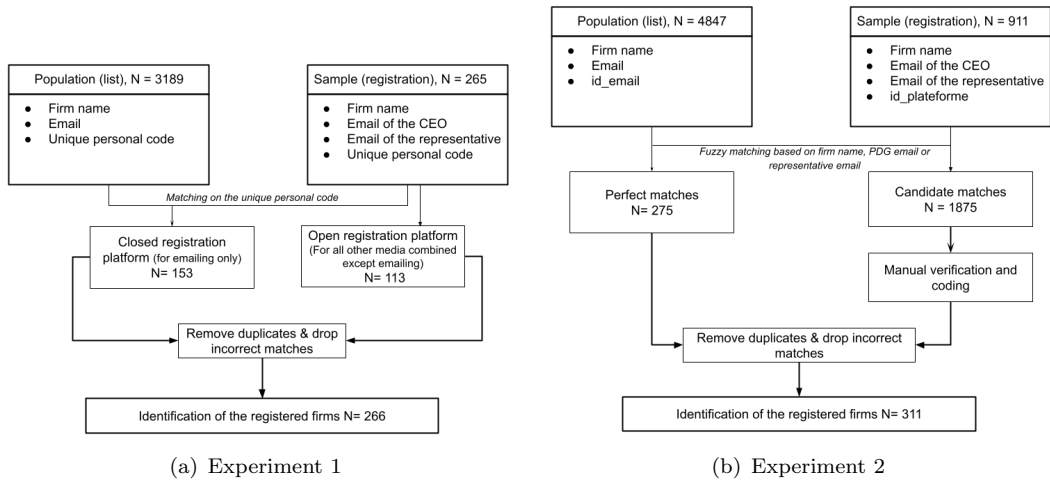 Population (list), N = 3189
● Firm name
● Email
● Unique personal code
Sample (registration), N = 265
● Firm name
● Email of the CEO
● Email of the representative
● Unique personal code
Matching on the unique personal code
Closed registration
platform (for emailing only)
N= 153
Open registration platform
(For all other media combined
except emailing)
N= 113
Remove duplicates & drop
incorrect matches
Identification of the registered firms N= 266
(a) Experiment 1
Population (list), N = 4847
● Firm name
● Email
● id_email
Sample (registration), N = 911
● Firm name
● Email of the CEO
● Email of the representative
● id_plateforme
Fuzzy matching based on firm name, PDG email or
representative email
Perfect matches
N= 275
Candidate matches
N = 1875
Manual verification and
coding
Remove duplicates & drop incorrect
matches
Identification of the registered firms N= 311
(b) Experiment 2